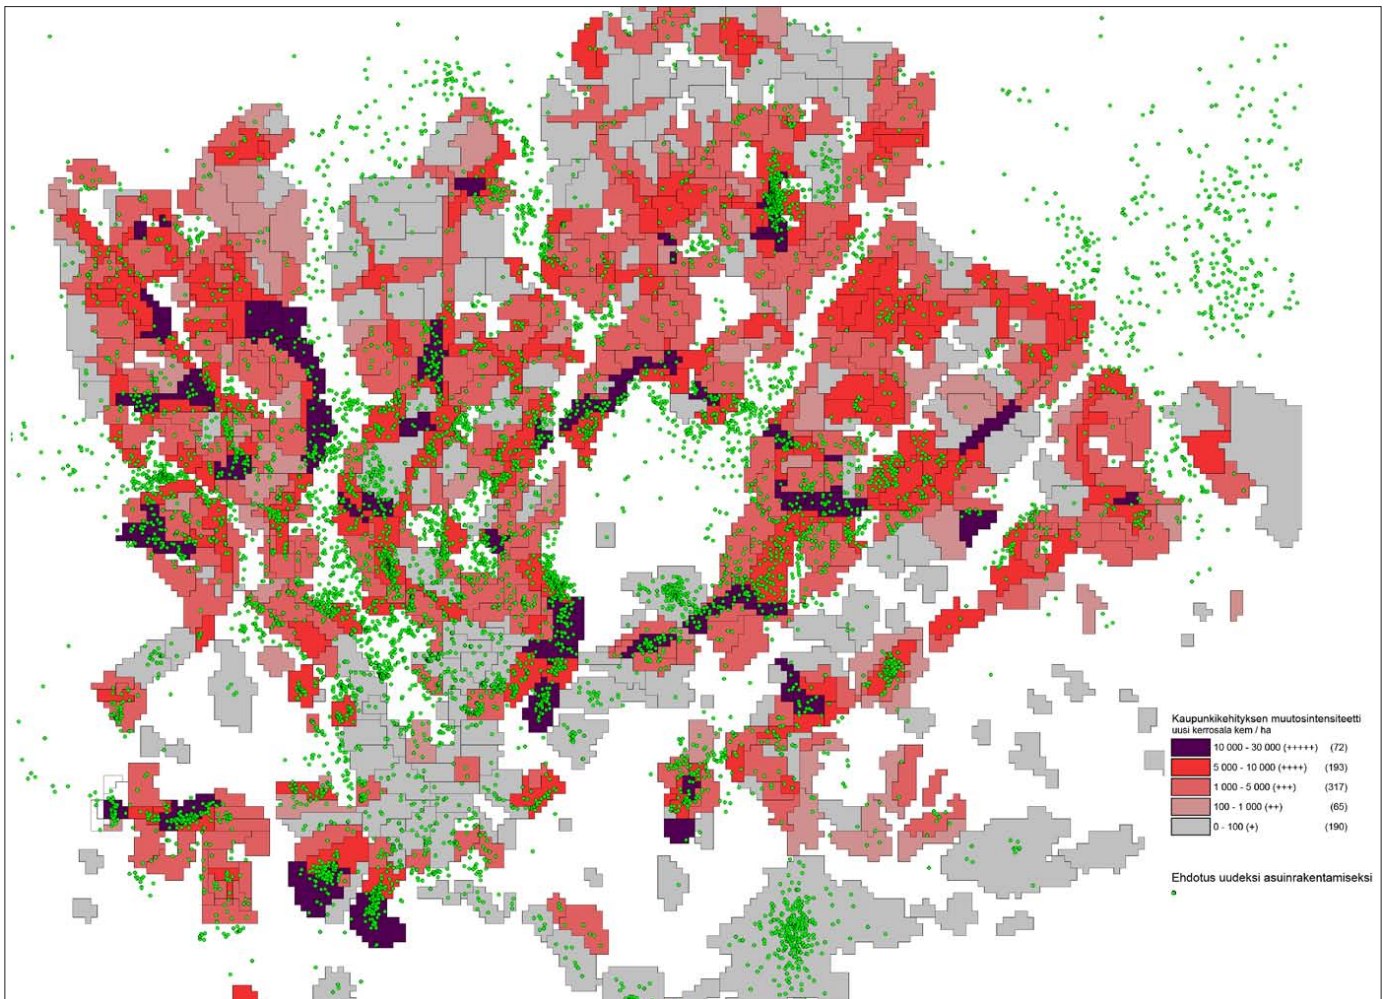 Kaupunkikehityksen muutosintensiteetti
uusi kerrosala kem / ha
10 000 - 30 000 (+++++) (72)
5 000 - 10 000 (++++) (193)
1 000 - 5 000 (+++) (317)
100 - 1 000 (++) (65)
0 - 100 (+) (190)
Ehdotus uudeksi asuinrakentamiseksi